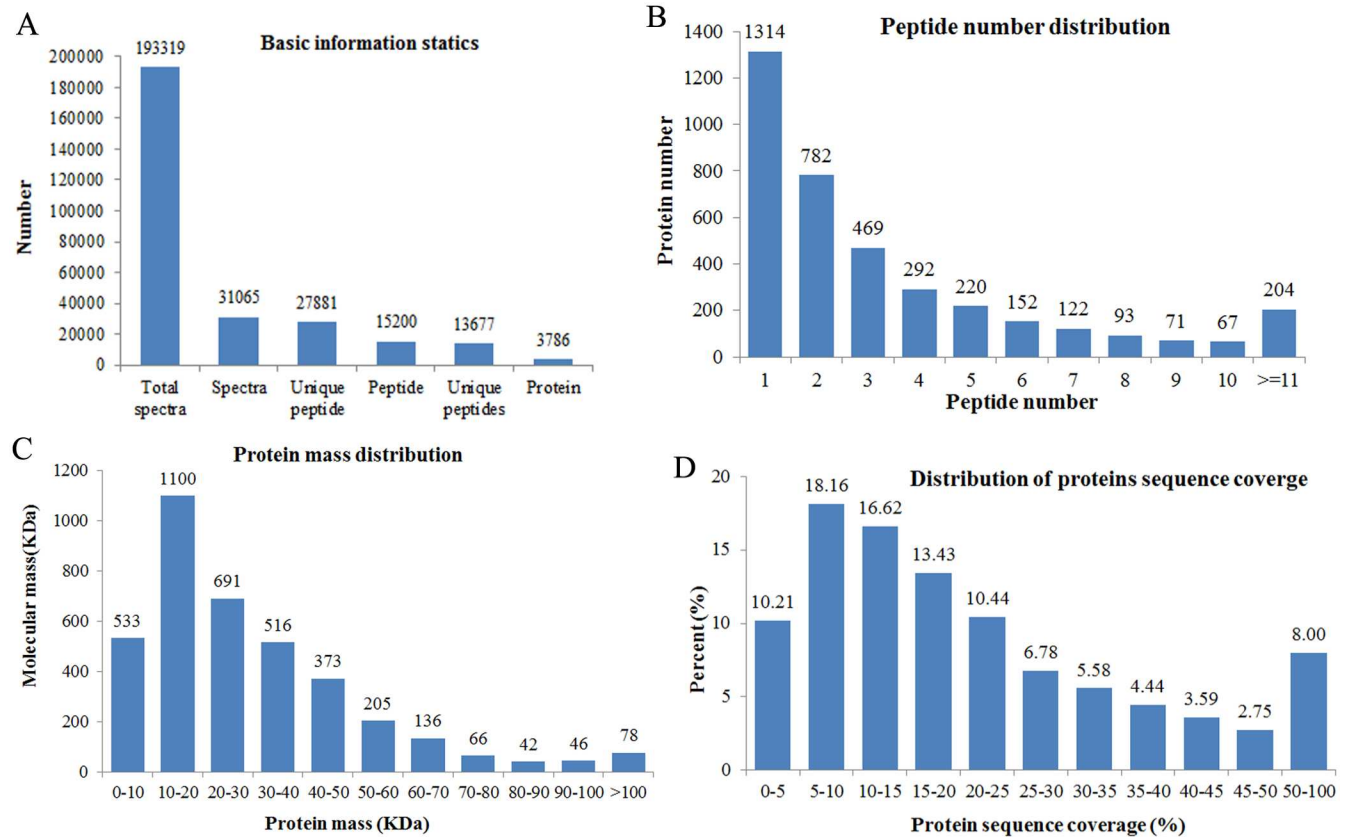 A
Basic information statics
193319
200000
180000
160000
140000
120000
100000
80000
60000
40000
20000
0
Number
31065
27881
15200
13677
3786
Total spectra
Spectra
Unique peptide
Peptide
Unique peptides
Protein
B
Peptide number distribution
1400
1200
1000
800
600
400
200
0
Protein number
1314
782
469
292
220
152
122
93
71
67
204
1 2 3 4 5 6 7 8 9 10 >=11
Peptide number
C
Protein mass distribution
1200
1000
800
600
400
200
0
Molecular mass(KDa)
533
1100
691
516
373
205
136
66
42
46
78
0-10 10-20 20-30 30-40 40-50 50-60 60-70 70-80 80-90 90-100 >100
Protein mass (KDa)
D
Distribution of proteins sequence coverge
20
15
10
5
0
Percent (%)
10.21
18.16
16.62
13.43
10.44
6.78
5.58
4.44
3.59
2.75
8.00
0-5 5-10 10-15 15-20 20-25 25-30 30-35 35-40 40-45 45-50 50-100
Protein sequence coverage (%)